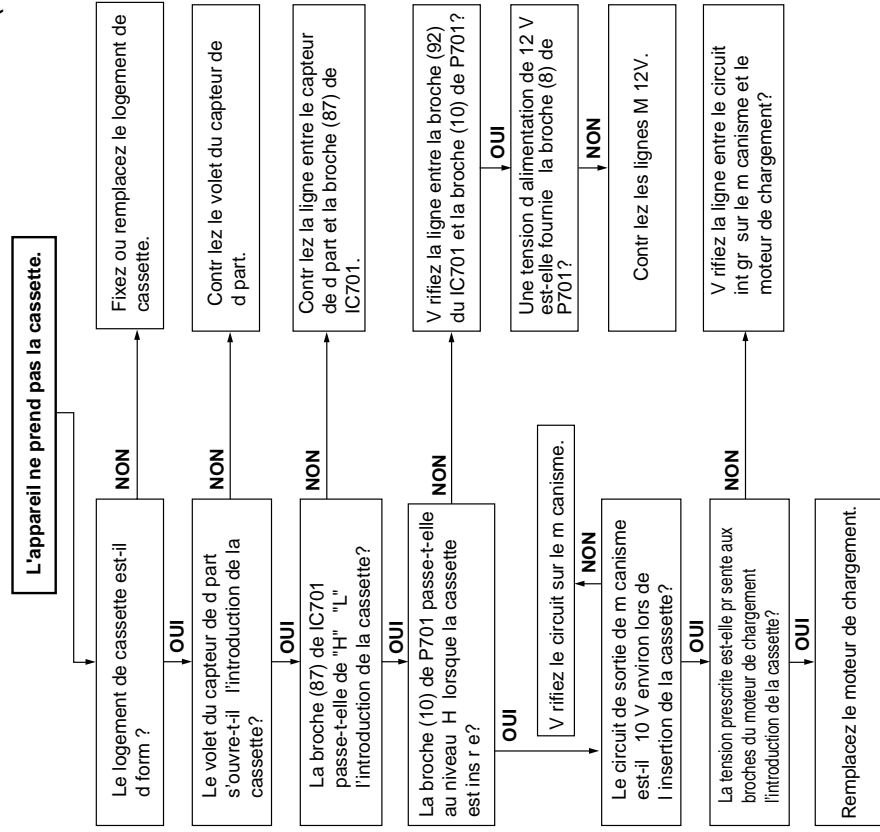 L'appareil ne prend pas la cassette.
Le logement de cassette est-il
d form ?
NON
Fixez ou remplacez le logement de
cassette.
OUI
Le volet du capteur de d part
s'ouvre-t-il l'introduction de la
cassette?
NON
Contr lez le volet du capteur de
d part.
OUI
La broche (87) de IC701
passe-t-elle de "H" "L"
l'introduction de la cassette?
NON
Contr lez la ligne entre le capteur
de d part et la broche (87) de
IC701.
OUI
La broche (10) de P701 passe-t-elle
au niveau H lorsque la cassette
est ins r e?
NON
V rifiez la ligne entre la broche (92)
du IC701 et la broche (10) de P701?
OUI
Une tension d alimentation de 12 V
est-elle fournie la broche (8) de
P701?
NON
Contr lez les lignes M 12V.
OUI
V rifiez le circuit sur le m canisme.
NON
Le circuit de sortie de m canisme
est-il 10 V environ lors de
l insertion de la cassette?
OUI
La tension prescrite est-elle pr sente aux
broches du moteur de chargement
l'introduction de la cassette?
NON
V rifiez la ligne entre le circuit
int gr sur le m canisme et le
moteur de chargement?
OUI
Remplacez le moteur de chargement.